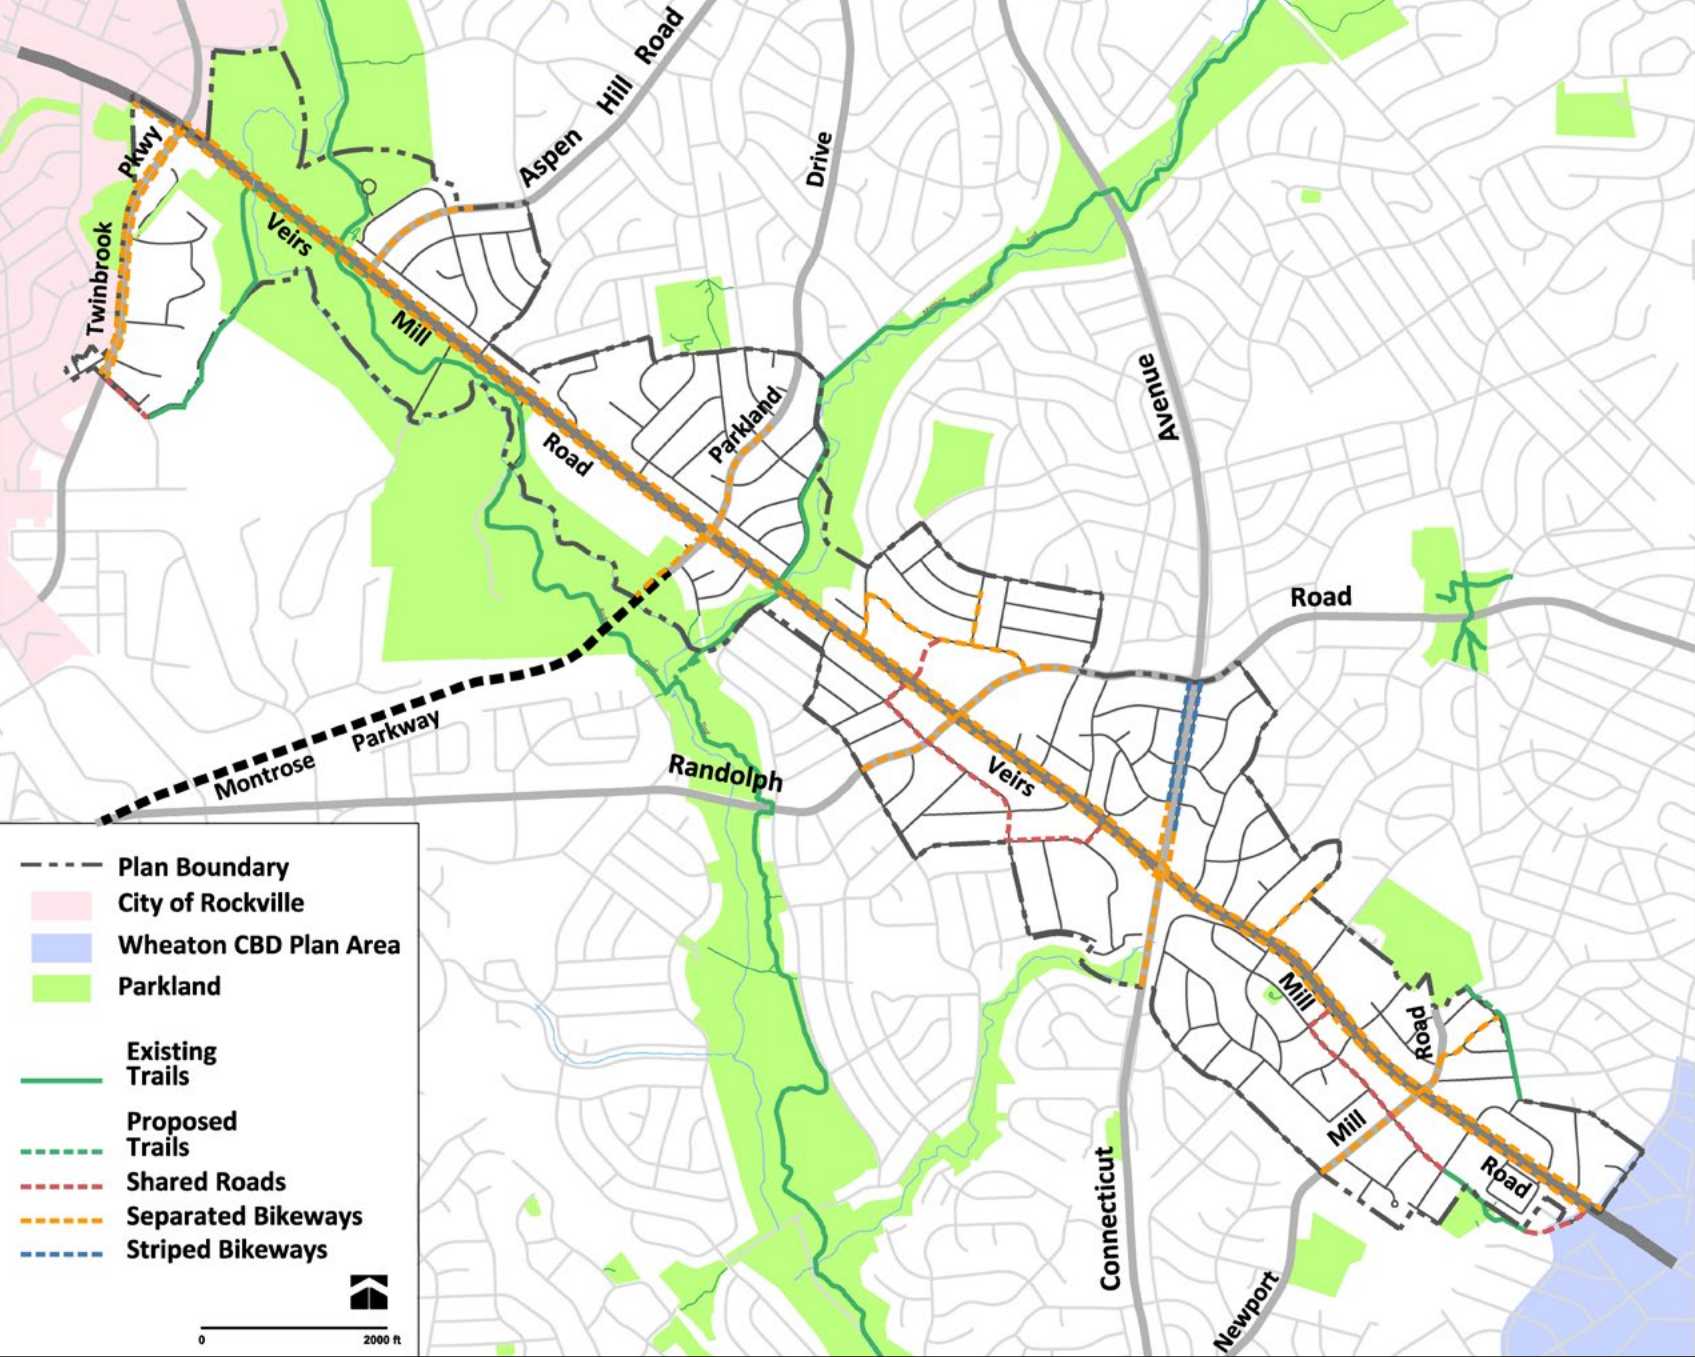 Aspen Hill Road
Drive
Pkwy
Twinbrook
Veirs
Mill
Road
Parkland
Avenue
Road
Montrose Parkway
Randolph
Veirs
Mill
Road
Mill
Road
Connecticut
Newport
Plan Boundary
City of Rockville
Wheaton CBD Plan Area
Parkland
Existing
Trails
Proposed
Trails
Shared Roads
Separated Bikeways
Striped Bikeways
0 2000 ft